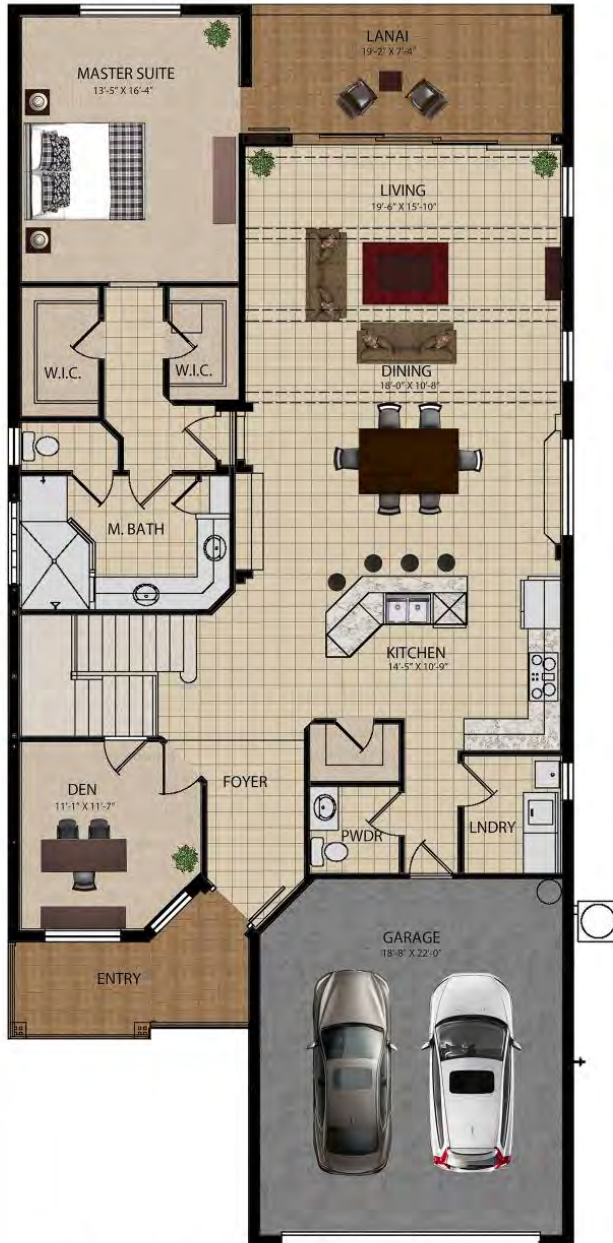 LANAI
19'-2" X 7'-4"
MASTER SUITE
13'-5" X 16'-4"
LIVING
19'-6" X 15'-10"
W.I.C.
W.I.C.
DINING
18'-0" X 10'-8"
M. BATH
KITCHEN
14'-5" X 10'-9"
DEN
11'-1" X 11'-7"
FOYER
PWDR
LNDRY
GARAGE
18'-8" X 22'-0"
ENTRY